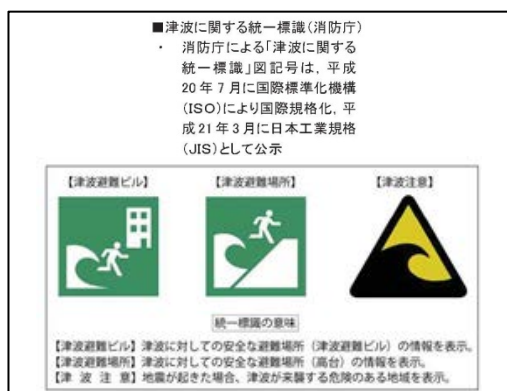 ■津波に関する統一標識(消防庁)
・ 消防庁による「津波に関する
統一標識」図記号は，平成
20年7月に国際標準化機構
(ISO)により国際規格化，平
成21年3月に日本工業規格
(JIS)として公示
【津波避難ビル】 【津波避難場所】 【津波注意】
統一標識の意味
【津波避難ビル】津波に対しての安全な避難場所（津波避難ビル）の情報を表示。
【津波避難場所】津波に対しての安全な避難場所（高台）の情報を表示。
【津 波 注 意】地震が起きた場合、津波が来襲する危険のある地域を表示。